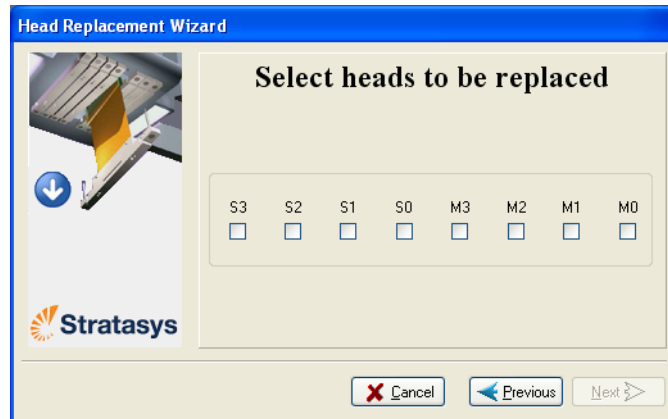 Head Replacement Wizard
Select heads to be replaced
S3 S2 S1 S0 M3 M2 M1 M0
Stratasys
Cancel Previous Next